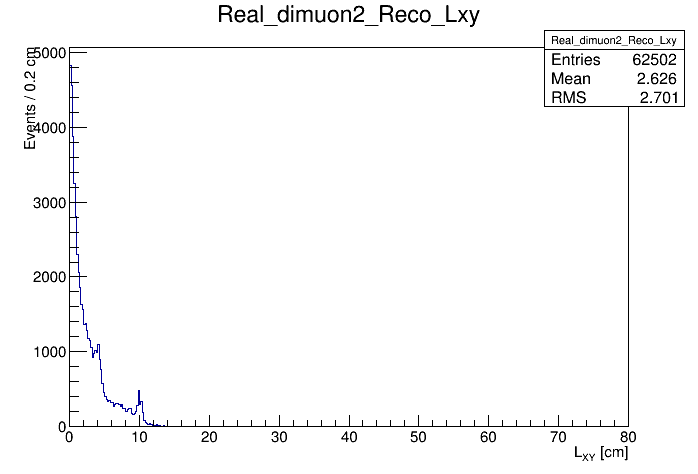 Real_dimuon2_Reco_Lxy
Real_dimuon2_Reco_Lxy
Entries 62502
Mean 2.626
RMS 2.701
Events / 0.2 cm
5000
4000
3000
2000
1000
0
0 10 20 30 40 50 60 70 80
LXY [cm]